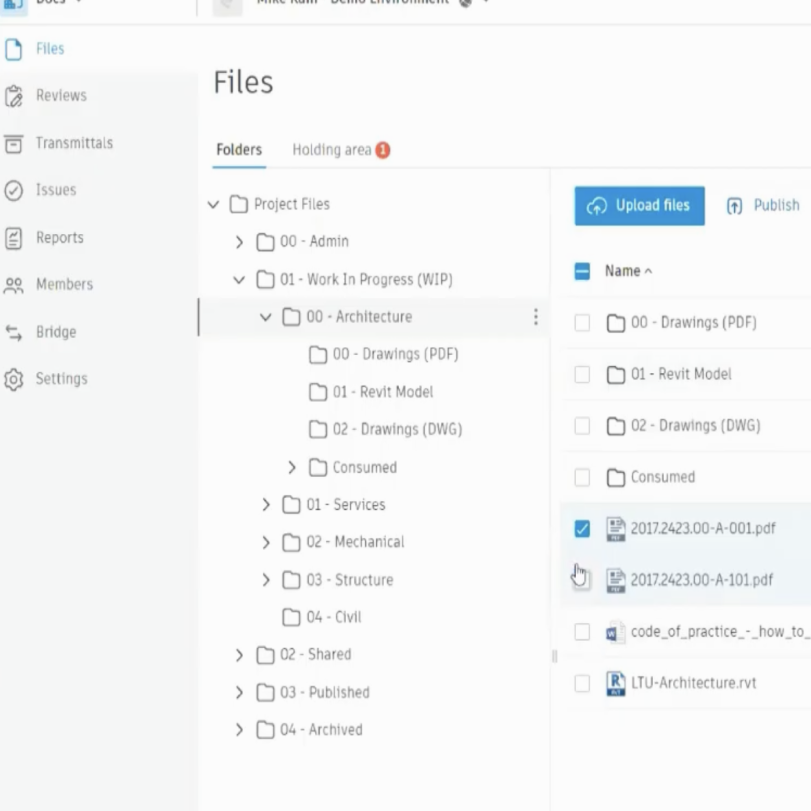 Docs
Mike Kain - Demo Environment
Files
Reviews
Transmittals
Issues
Reports
Members
Bridge
Settings
Files
Folders
Holding area 1
Project Files
00 - Admin
01 - Work In Progress (WIP)
00 - Architecture
00 - Drawings (PDF)
01 - Revit Model
02 - Drawings (DWG)
Consumed
01 - Services
02 - Mechanical
03 - Structure
04 - Civil
02 - Shared
03 - Published
04 - Archived
Upload files
Publish
Name
00 - Drawings (PDF)
01 - Revit Model
02 - Drawings (DWG)
Consumed
2017.2423.00-A-001.pdf
2017.2423.00-A-101.pdf
code_of_practice_-_how_to_
LTU-Architecture.rvt